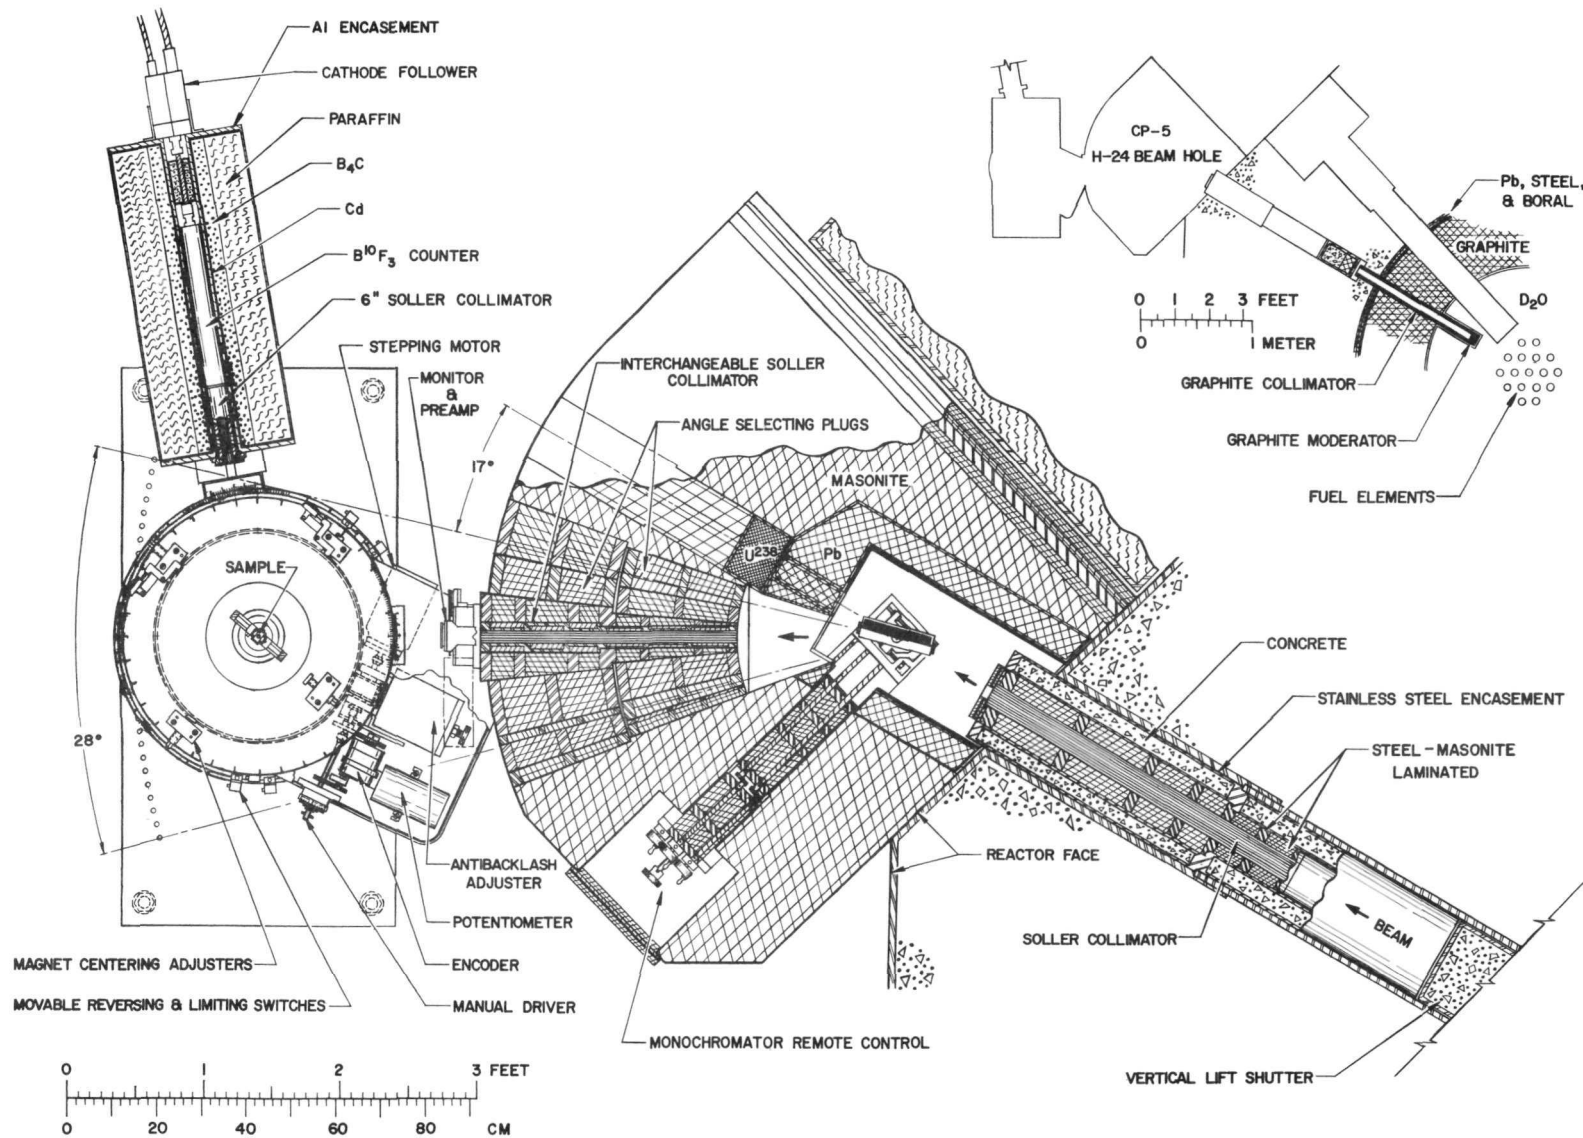 Al ENCASEMENT
CATHODE FOLLOWER
PARAFFIN
B₄C
Cd
B¹⁰F₃ COUNTER
6" SOLLER COLLIMATOR
STEPPING MOTOR
MONITOR
&
PREAMP
INTERCHANGEABLE SOLLER
COLLIMATOR
ANGLE SELECTING PLUGS
17°
MASONITE
U²³⁸
Pb
SAMPLE
28°
CP-5
H-24 BEAM HOLE
Pb, STEEL,
& BORAL
GRAPHITE
D₂O
0 1 2 3 FEET
0 1 METER
GRAPHITE COLLIMATOR
GRAPHITE MODERATOR
FUEL ELEMENTS
CONCRETE
STAINLESS STEEL ENCASEMENT
STEEL-MASONITE
LAMINATED
REACTOR FACE
SOLLER COLLIMATOR
BEAM
ANTIBACKLASH
ADJUSTER
POTENTIOMETER
ENCODER
MANUAL DRIVER
MAGNET CENTERING ADJUSTERS
MOVABLE REVERSING & LIMITING SWITCHES
MONOCHROMATOR REMOTE CONTROL
VERTICAL LIFT SHUTTER
0 1 2 3 FEET
0 20 40 60 80 CM